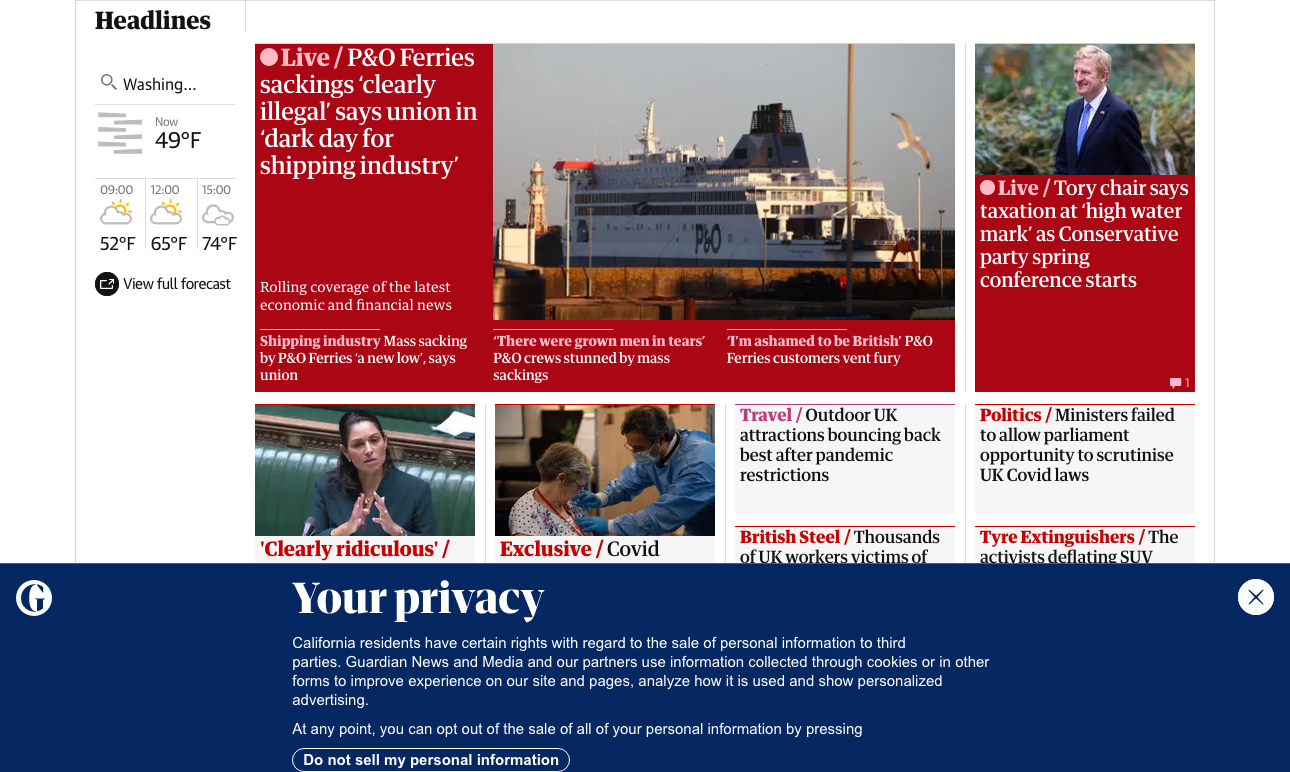 Headlines
Washing...
Now
49°F
09:00 12:00 15:00
52°F 65°F 74°F
View full forecast
Live / P&O Ferries
sackings ‘clearly
illegal’ says union in
‘dark day for
shipping industry’
Rolling coverage of the latest
economic and financial news
P&O
Shipping industry Mass sacking
by P&O Ferries ‘a new low’, says
union
‘There were grown men in tears’
P&O crews stunned by mass
sackings
‘I’m ashamed to be British’ P&O
Ferries customers vent fury
Live / Tory chair says
taxation at ‘high water
mark’ as Conservative
party spring
conference starts
1
'Clearly ridiculous' /
Exclusive / Covid
Travel / Outdoor UK
attractions bouncing back
best after pandemic
restrictions
British Steel / Thousands
of UK workers victims of
Politics / Ministers failed
to allow parliament
opportunity to scrutinise
UK Covid laws
Tyre Extinguishers / The
activists deflating SUV
G
Your privacy
California residents have certain rights with regard to the sale of personal information to third
parties. Guardian News and Media and our partners use information collected through cookies or in other
forms to improve experience on our site and pages, analyze how it is used and show personalized
advertising.
At any point, you can opt out of the sale of all of your personal information by pressing
Do not sell my personal information